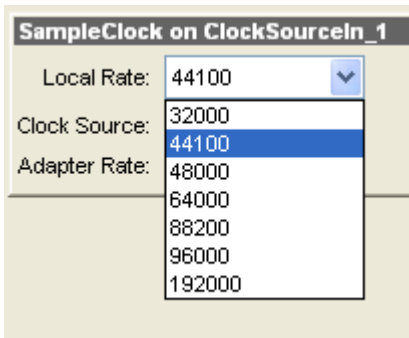 SampleClock on ClockSourceIn_1
Local Rate: 44100
32000
Clock Source:
44100
Adapter Rate:
48000
64000
88200
96000
192000